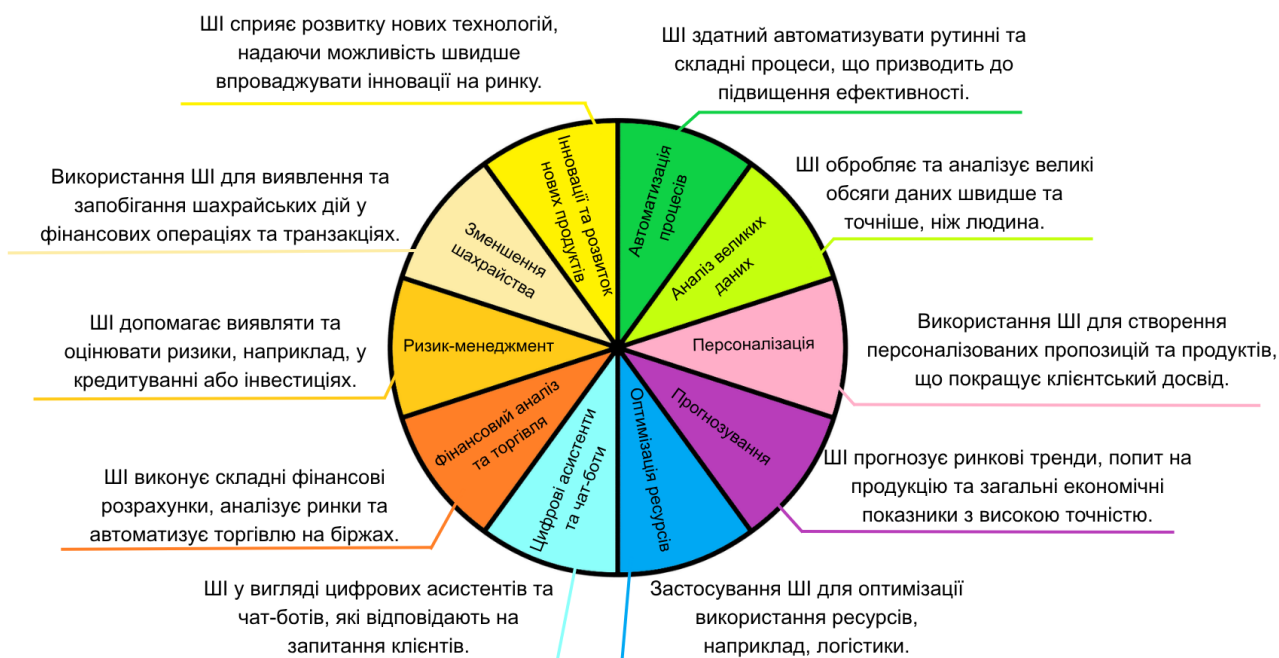 ШІ сприяє розвитку нових технологій,
надаючи можливість швидше
впроваджувати інновації на ринку.
ШІ здатний автоматизувати рутинні та
складні процеси, що призводить до
підвищення ефективності.
Використання ШІ для виявлення та
запобігання шахрайських дій у
фінансових операціях та транзакціях.
ШІ обробляє та аналізує великі
обсяги даних швидше та
точніше, ніж людина.
ШІ допомагає виявляти та
оцінювати ризики, наприклад, у
кредитуванні або інвестиціях.
Використання ШІ для створення
персоналізованих пропозицій та продуктів,
що покращує клієнтський досвід.
ШІ виконує складні фінансові
розрахунки, аналізує ринки та
автоматизує торгівлю на біржах.
ШІ прогнозує ринкові тренди, попит на
продукцію та загальні економічні
показники з високою точністю.
ШІ у вигляді цифрових асистентів та
чат-ботів, які відповідають на
запитання клієнтів.
Застосування ШІ для оптимізації
використання ресурсів,
наприклад, логістики.
Інновації та розвиток
нових продуктів
Автоматизація
процесів
Аналіз великих
даних
Персоналізація
Прогнозування
Оптимізація ресурсів
Цифрові асистенти
та чат-боти
Фінансовий аналіз
та торгівля
Ризик-менеджмент
Зменшення
шахрайства